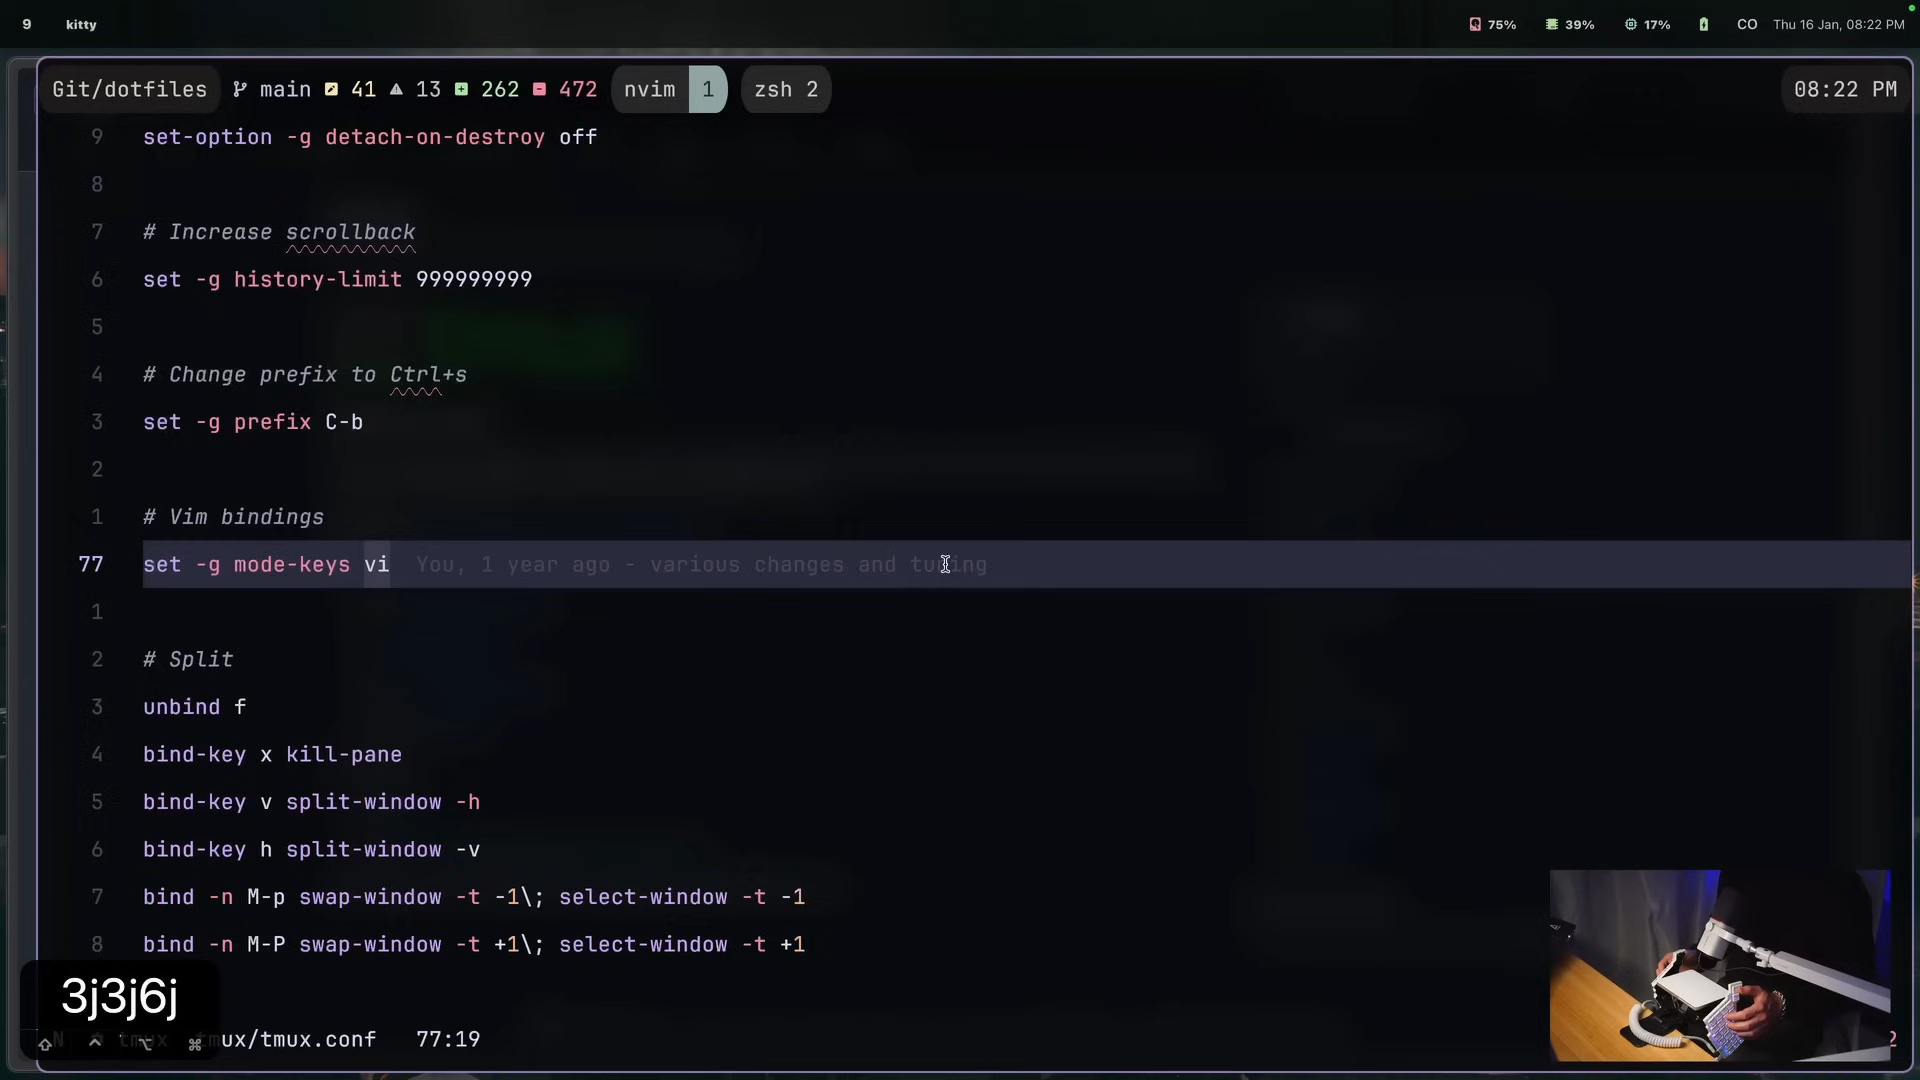 9 kitty 75% 39% 17% CO Thu 16 Jan, 08:22 PM
Git/dotfiles main 41 13 262 472 nvim 1 zsh 2 08:22 PM
9 set-option -g detach-on-destroy off
8
7 # Increase scrollback
6 set -g history-limit 999999999
5
4 # Change prefix to Ctrl+s
3 set -g prefix C-b
2
1 # Vim bindings
77 set -g mode-keys vi You, 1 year ago - various changes and tuning
1
2 # Split
3 unbind f
4 bind-key x kill-pane
5 bind-key v split-window -h
6 bind-key h split-window -v
7 bind -n M-p swap-window -t -1\; select-window -t -1
8 bind -n M-P swap-window -t +1\; select-window -t +1
3j3j6j
N tmux tmux/tmux.conf 77:19 2